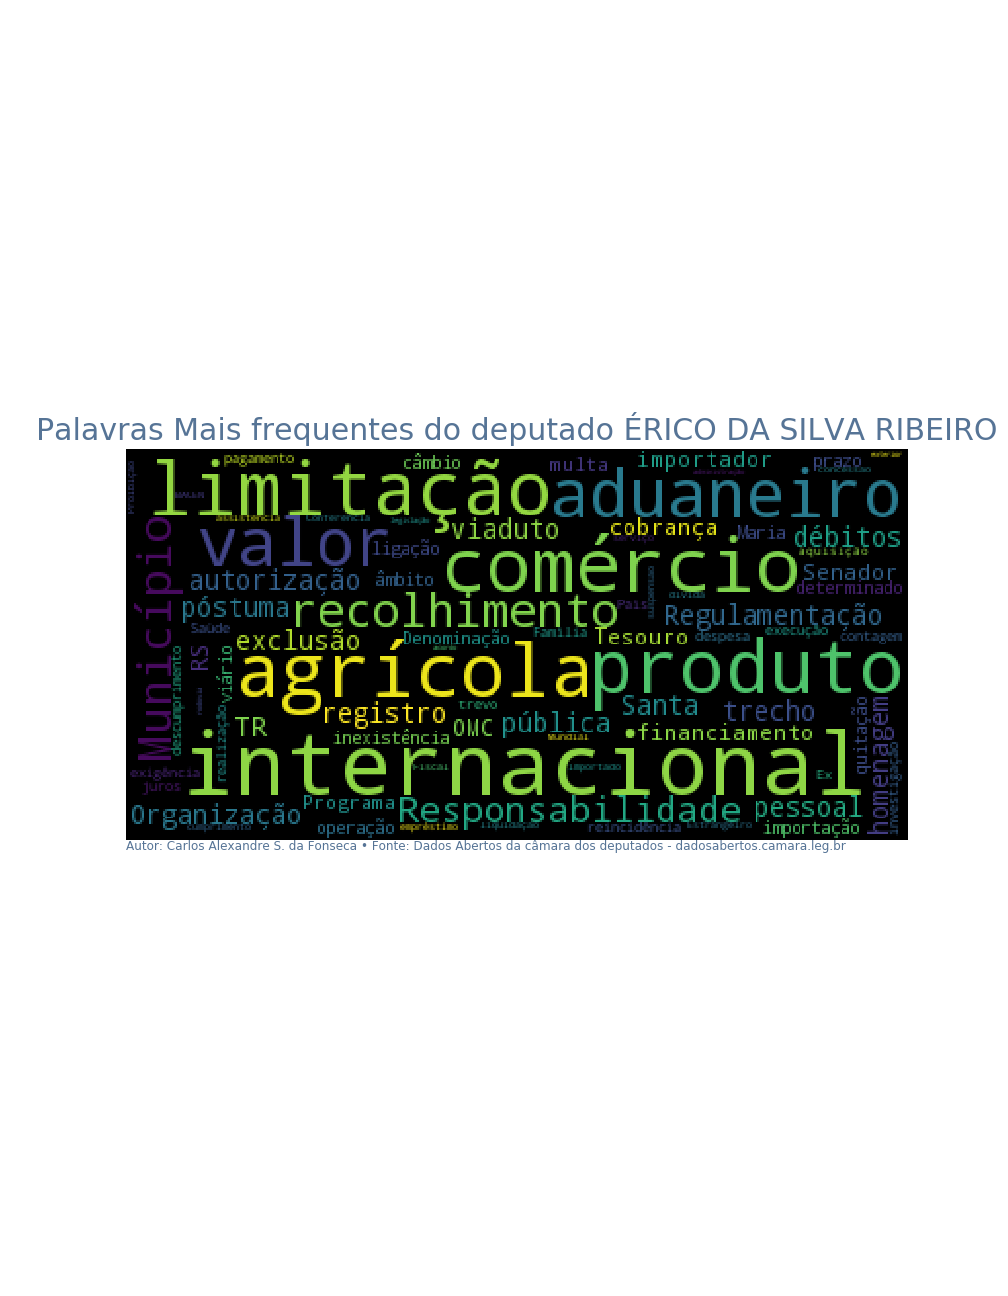 Palavras Mais frequentes do deputado ÉRICO DA SILVA RIBEIRO
pagamento
câmbio
multa
importador
prazo
limitação
aduaneiro
Proibição
assistência
Conferência
legislação
viaduto
cobrança
Maria
débitos
Município
valor
ligação
comércio
aquisição
autorização
âmbito
Senador
determinado
póstuma
recolhimento
País
dívida
Regulamentação
Saúde
exclusão
Denominação
Família
Tesouro
despesa
execução
contagem
RS
viário
descumprimento
agrícola
produto
registro
trevo
Santa
trecho
TR
OMC
pública
realização
inexistência
Mundial
financiamento
quitação
homenagem
internacional
exigência
juros
Fiscal
importado
Ex
investigação
Organização
Programa
Responsabilidade
pessoal
cumprimento
operação
empréstimo
liquidação
reincidência
Estrangeiro
importação
Autor: Carlos Alexandre S. da Fonseca • Fonte: Dados Abertos da câmara dos deputados - dadosabertos.camara.leg.br